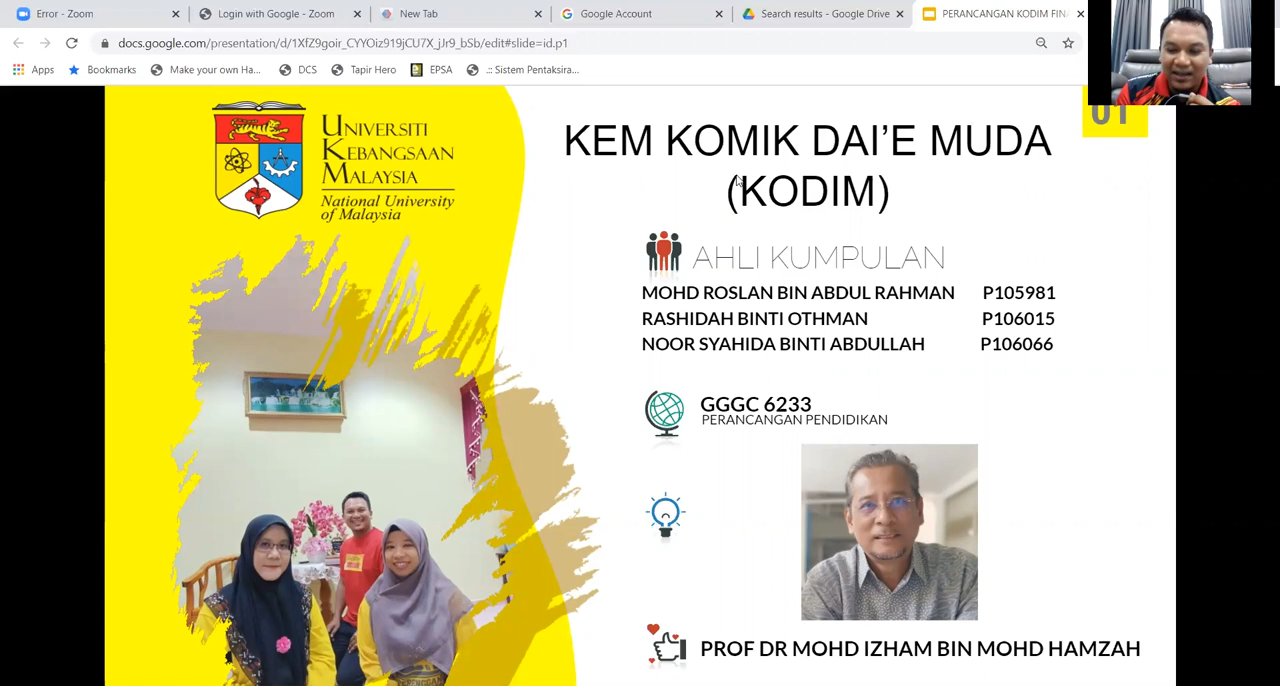 Error - Zoom
Login with Google - Zoom
New Tab
Google Account
Search results - Google Drive
PERANCANGAN KODIM FIN
docs.google.com/presentation/d/1XfZ9goir_CYYOiz919jCU7X_jJr9_bSb/edit#slide=id.p1
Apps
Bookmarks
Make your own Ha...
DCS
Tapir Hero
EPSA
.:: Sistem Pentaksira...
01
UNIVERSITI
KEBANGSAAN
MALAYSIA
National University
of Malaysia
KEM KOMIK DAI’E MUDA
(KODIM)
AHLI KUMPULAN
MOHD ROSLAN BIN ABDUL RAHMAN P105981
RASHIDAH BINTI OTHMAN P106015
NOOR SYAHIDA BINTI ABDULLAH P106066
GGGC 6233
PERANCANGAN PENDIDIKAN
PROF DR MOHD IZHAM BIN MOHD HAMZAH